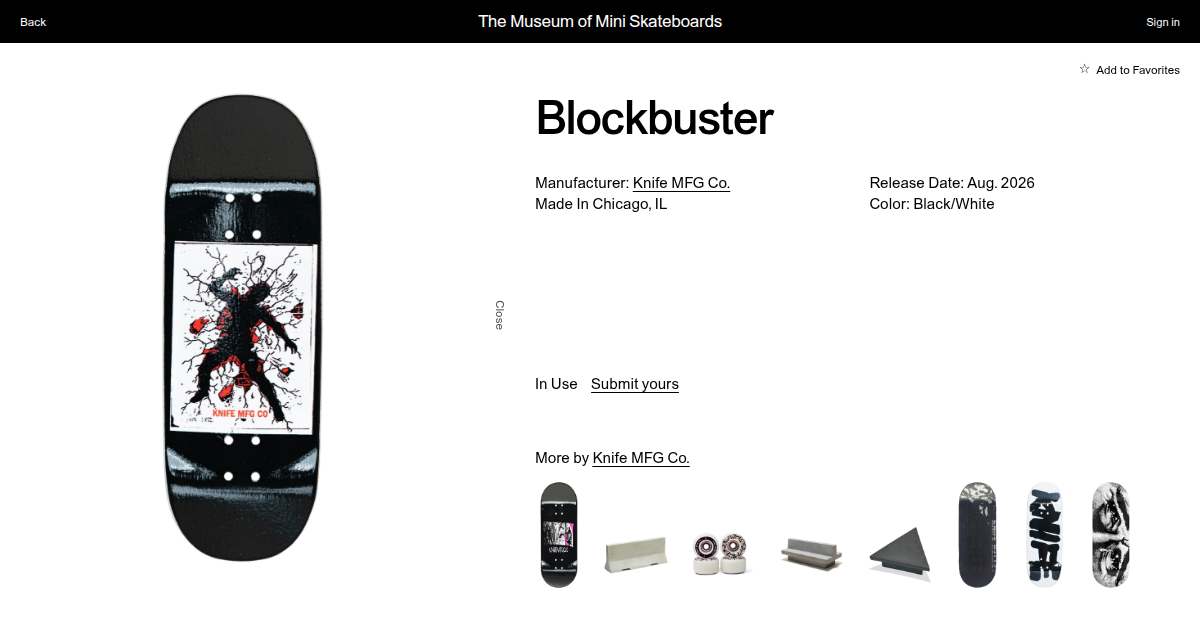 Back
The Museum of Mini Skateboards
Sign in
☆ Add to Favorites
Blockbuster
Manufacturer: Knife MFG Co.
Made In Chicago, IL
Release Date: Aug. 2026
Color: Black/White
KNIFE MFG CO
Close
In Use
Submit yours
More by Knife MFG Co.
KNIFE